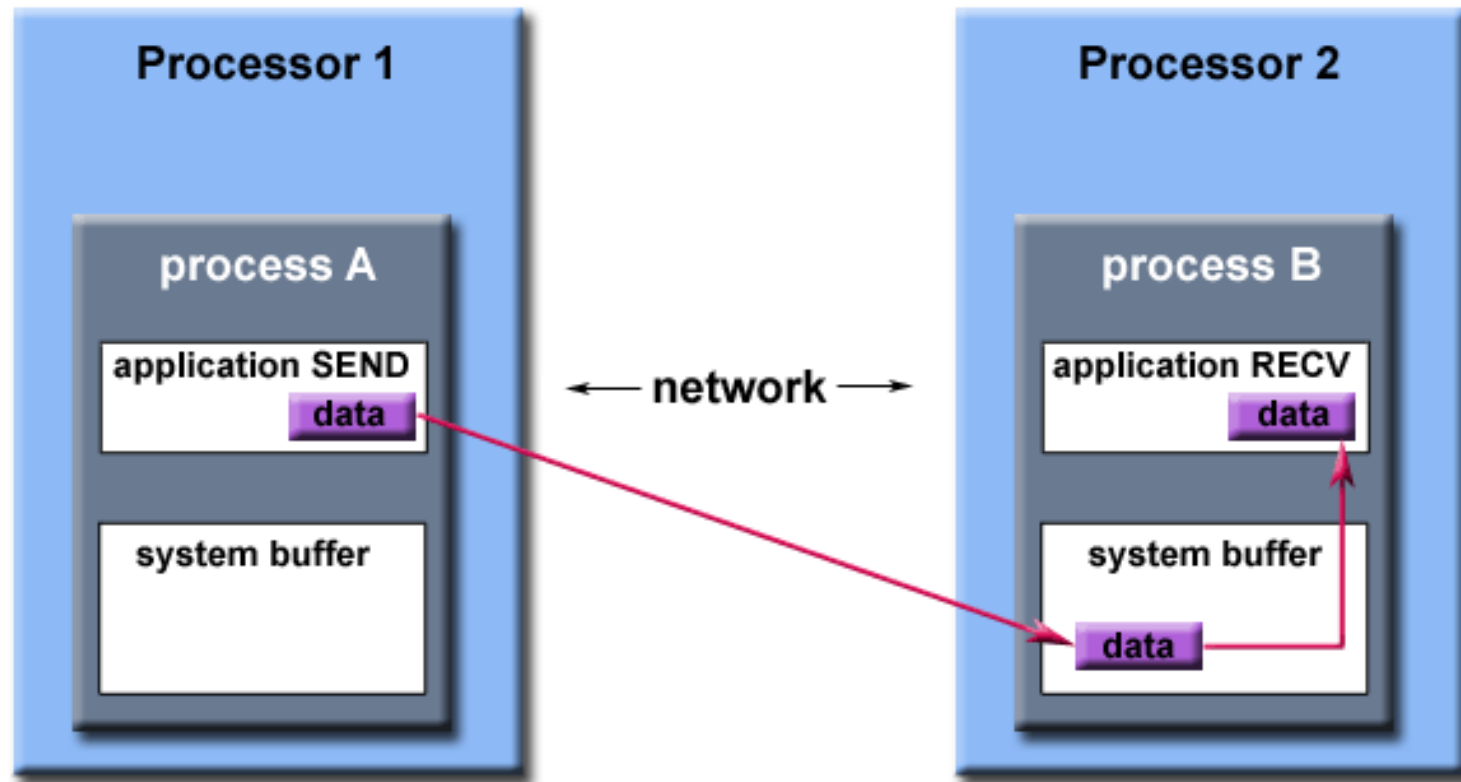 Processor 1
process A
application SEND
data
system buffer
network
Processor 2
process B
application RECV
data
system buffer
data